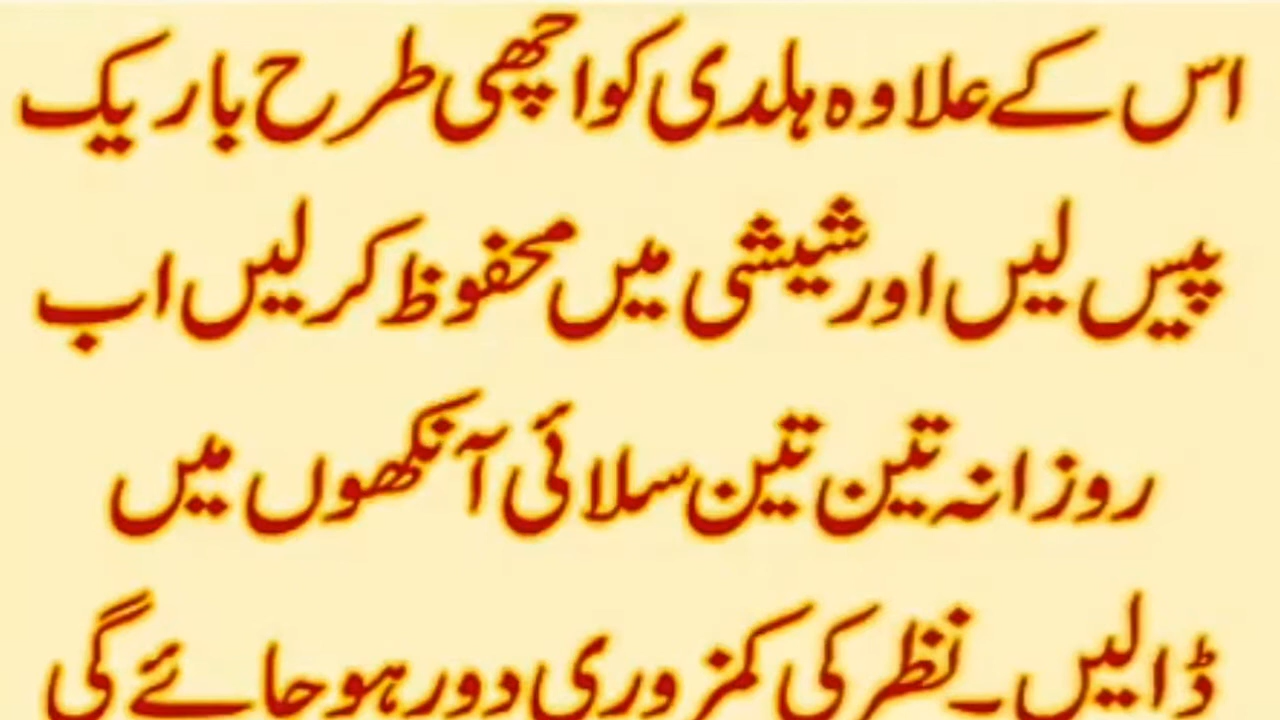 اس کے علاوہ ہلدی کو اچھی طرح باریک
پیس لیں اور شیشی میں محفوظ کر لیں اب
روزانہ تین تین سلائی آنکھوں میں
ڈالیں۔ نظر کی کمزوری دور ہو جائے گی